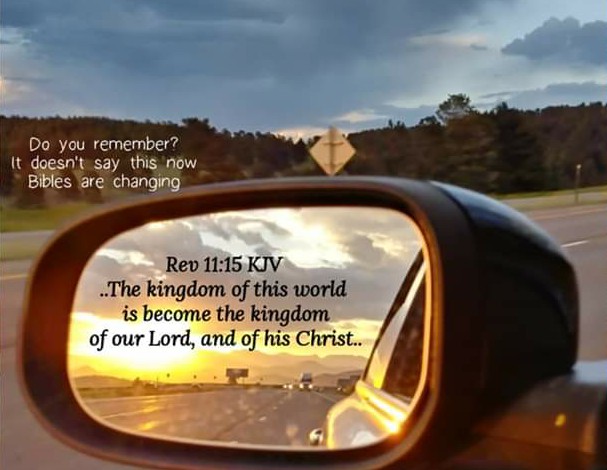 Do you remember?
It doesn't say this now
Bibles are changing
Rev 11:15 KJV
..The kingdom of this world
is become the kingdom
of our Lord, and of his Christ..